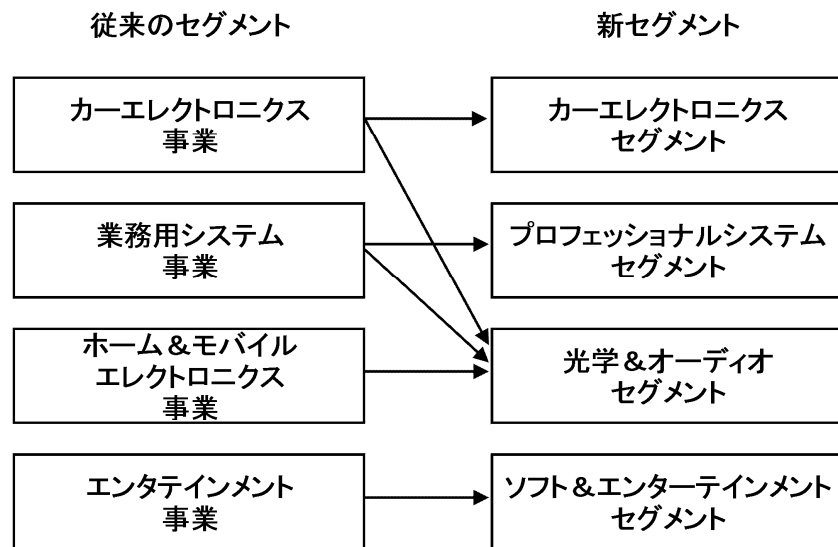 従来のセグメント
新セグメント
カーエレクトロニクス
事業
カーエレクトロニクス
セグメント
業務用システム
事業
プロフェッショナルシステム
セグメント
ホーム＆モバイル
エレクトロニクス
事業
光学＆オーディオ
セグメント
エンタテインメント
事業
ソフト＆エンターテインメント
セグメント